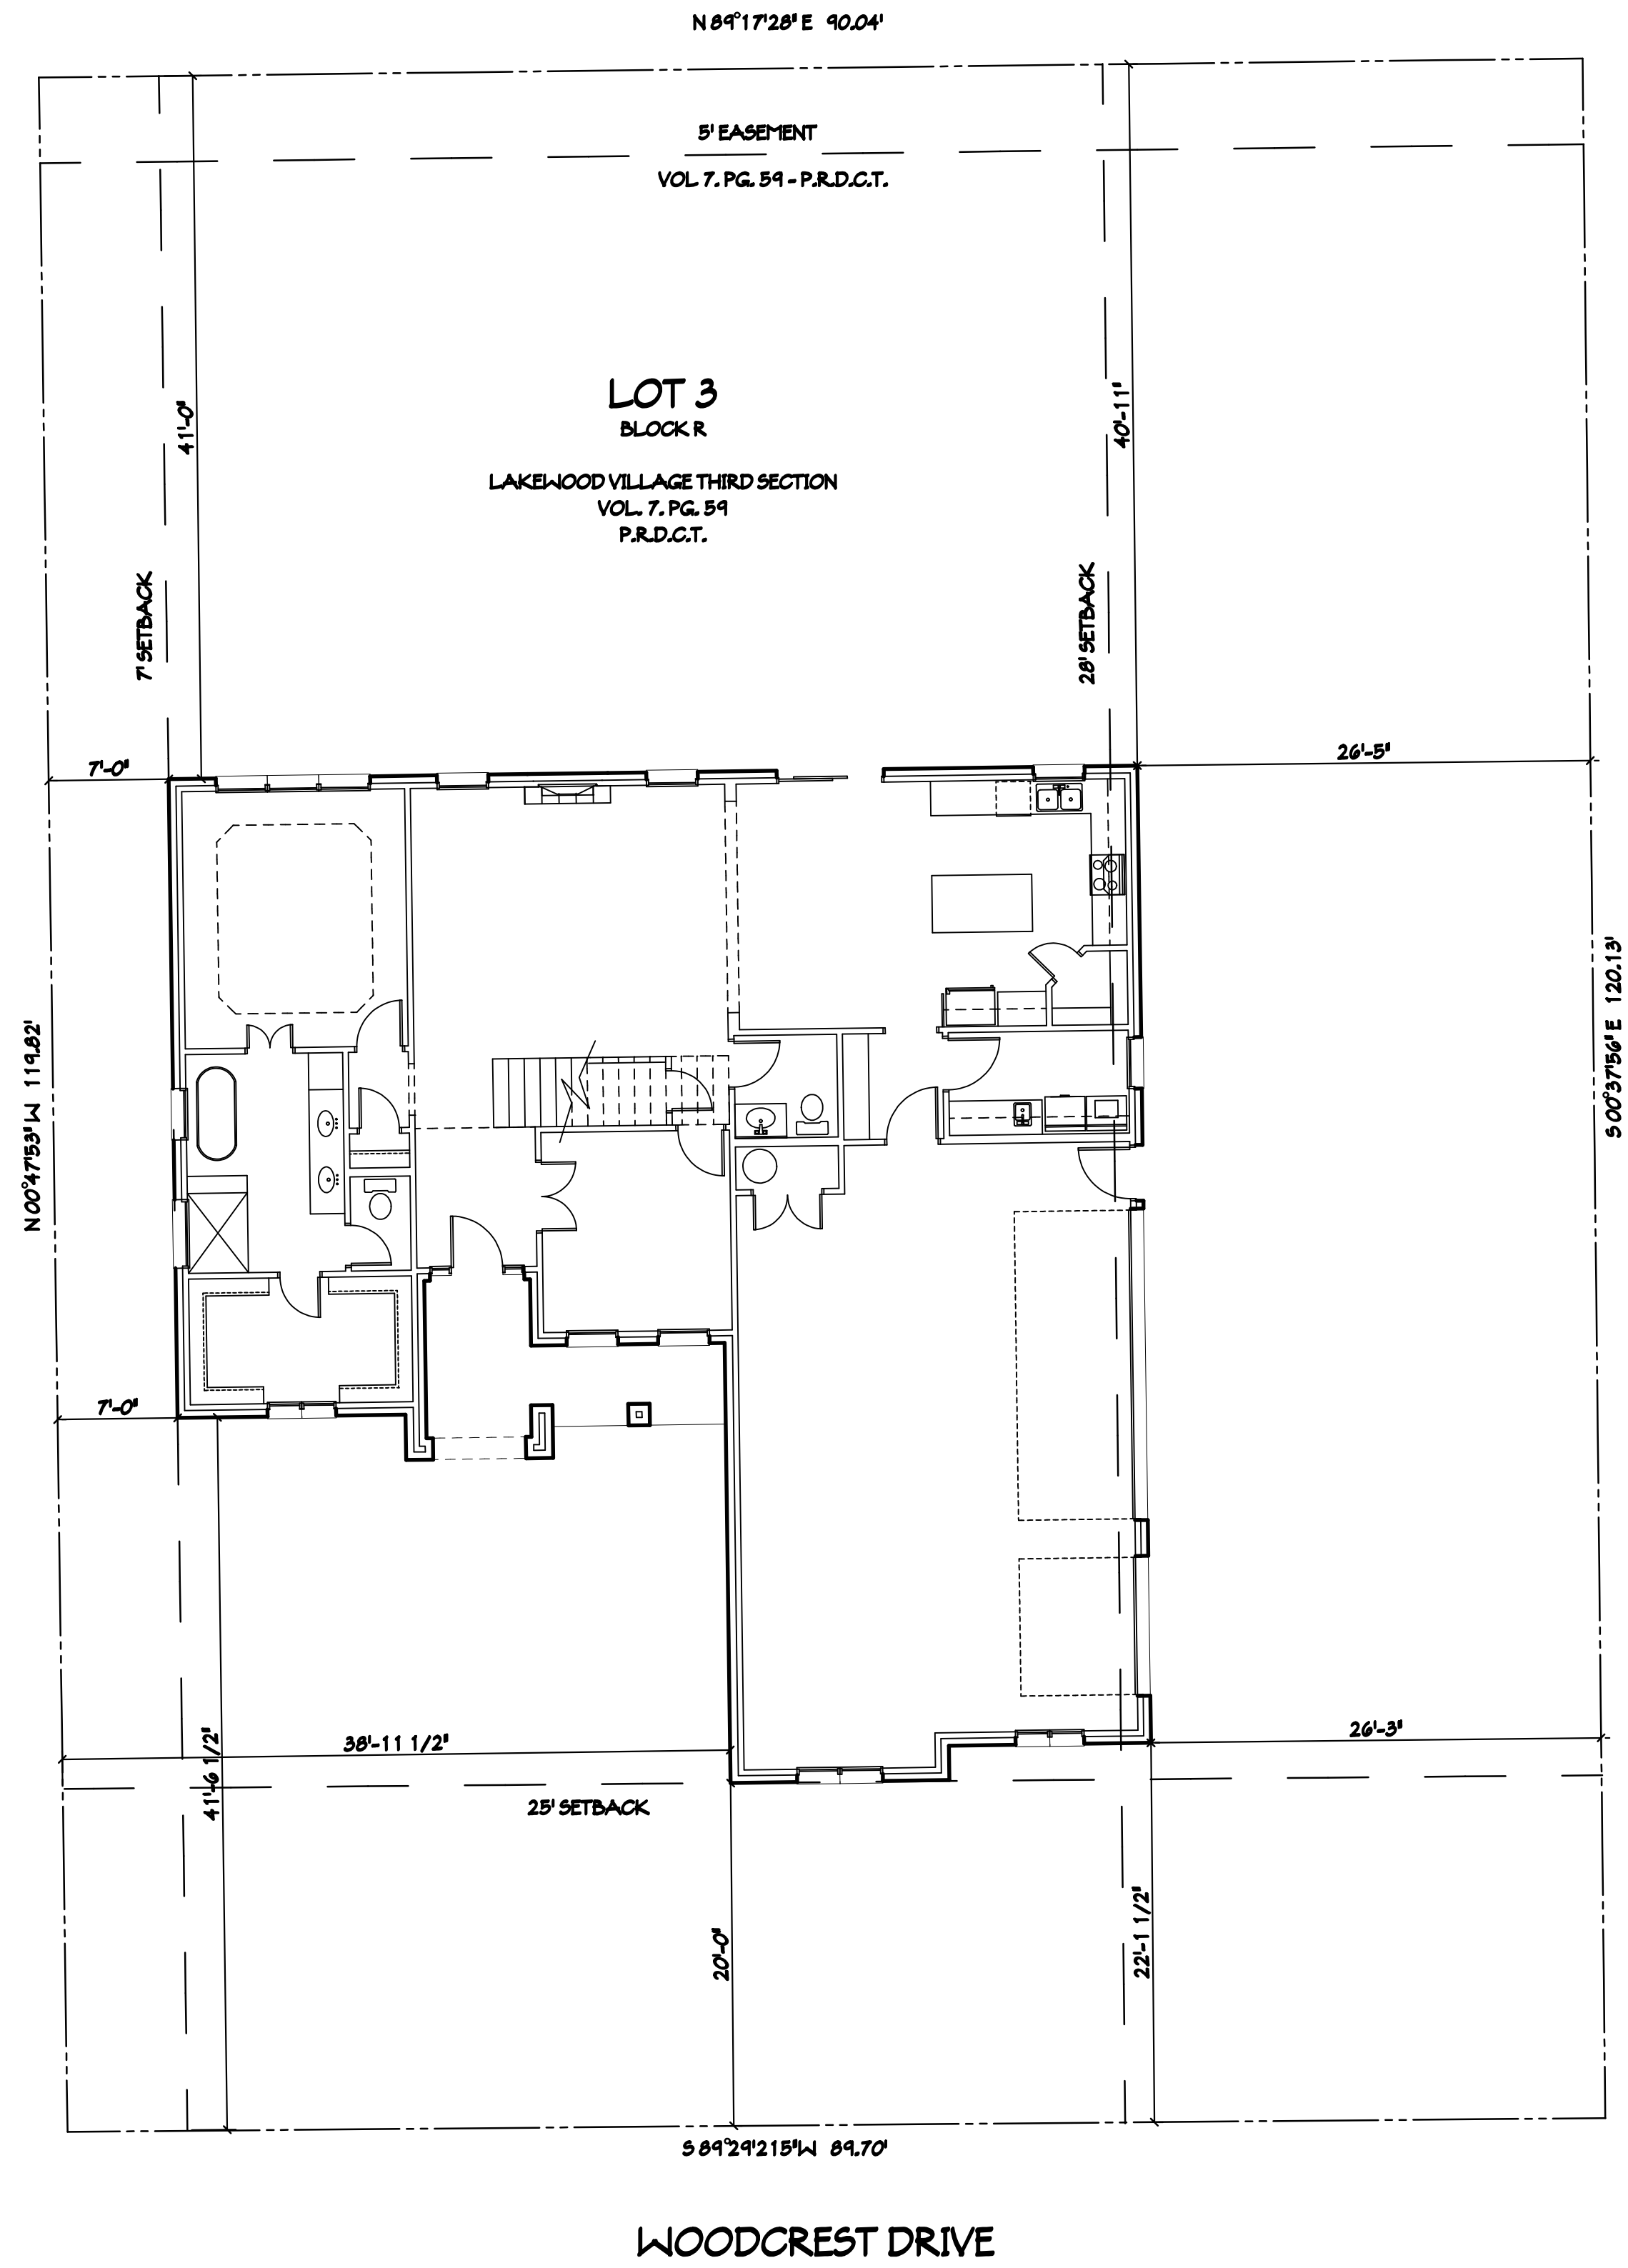 N 89°17'28" E 90.04'
5' EASEMENT
VOL 7. PG. 59 - P.R.D.C.T.
LOT 3
BLOCK R
LAKEWOOD VILLAGE THIRD SECTION
VOL. 7. PG. 59
P.R.D.C.T.
41'-0"
40'-11"
7' SETBACK
28' SETBACK
7'-0"
26'-5"
N 00°47'53" W 119.82'
S 00°37'56" E 120.13'
7'-0"
38'-11 1/2"
26'-3"
41'-6 1/2"
25' SETBACK
20'-0"
22'-1 1/2"
S 89°29'215" W 89.70'
WOODCREST DRIVE